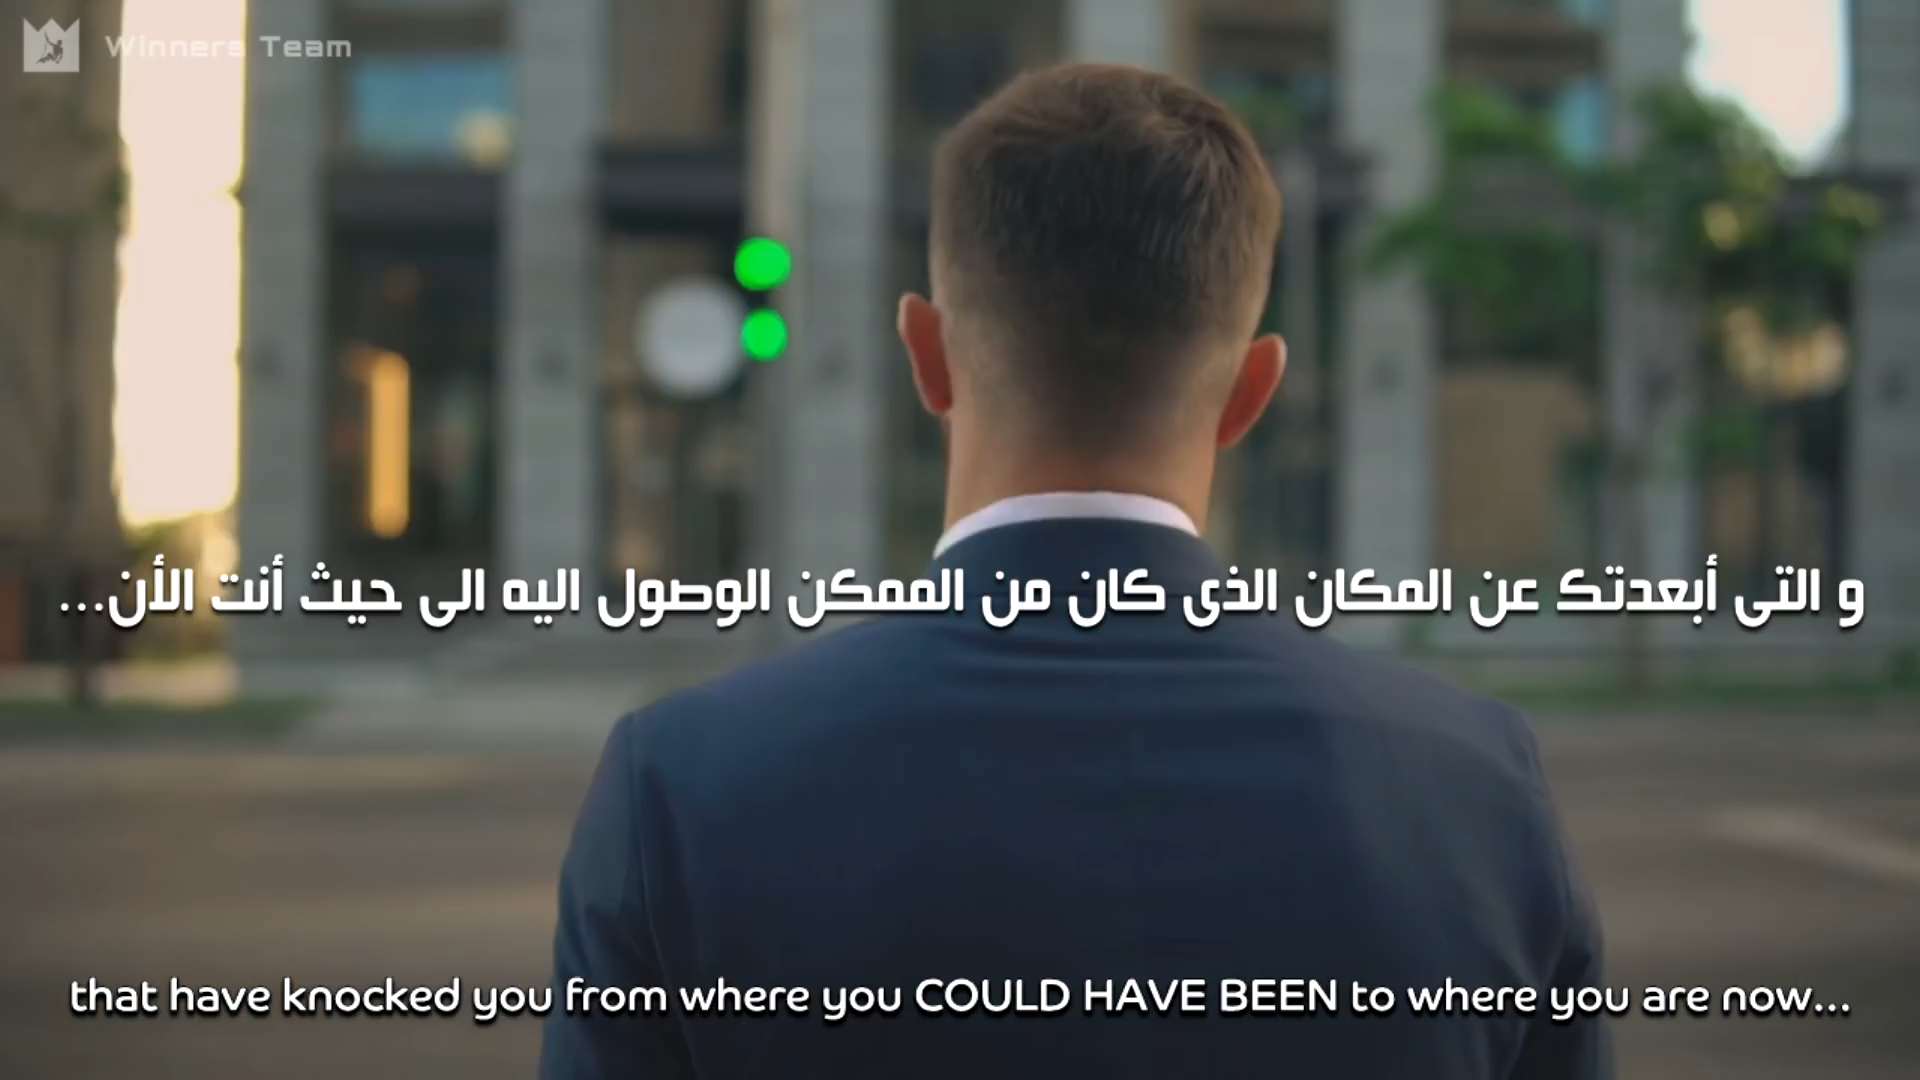 Winners Team
و التى أبعدتك عن المكان الذى كان من الممكن الوصول اليه الى حيث أنت الأن...
that have knocked you from where you COULD HAVE BEEN to where you are now...